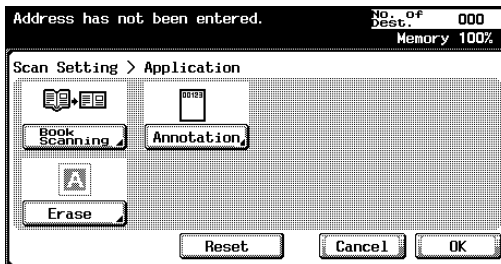 Address has not been entered.
No. of Dest. 000
Memory 100%
Scan Setting > Application
00123
Book Scanning
Annotation
A
Erase
Reset
Cancel
OK